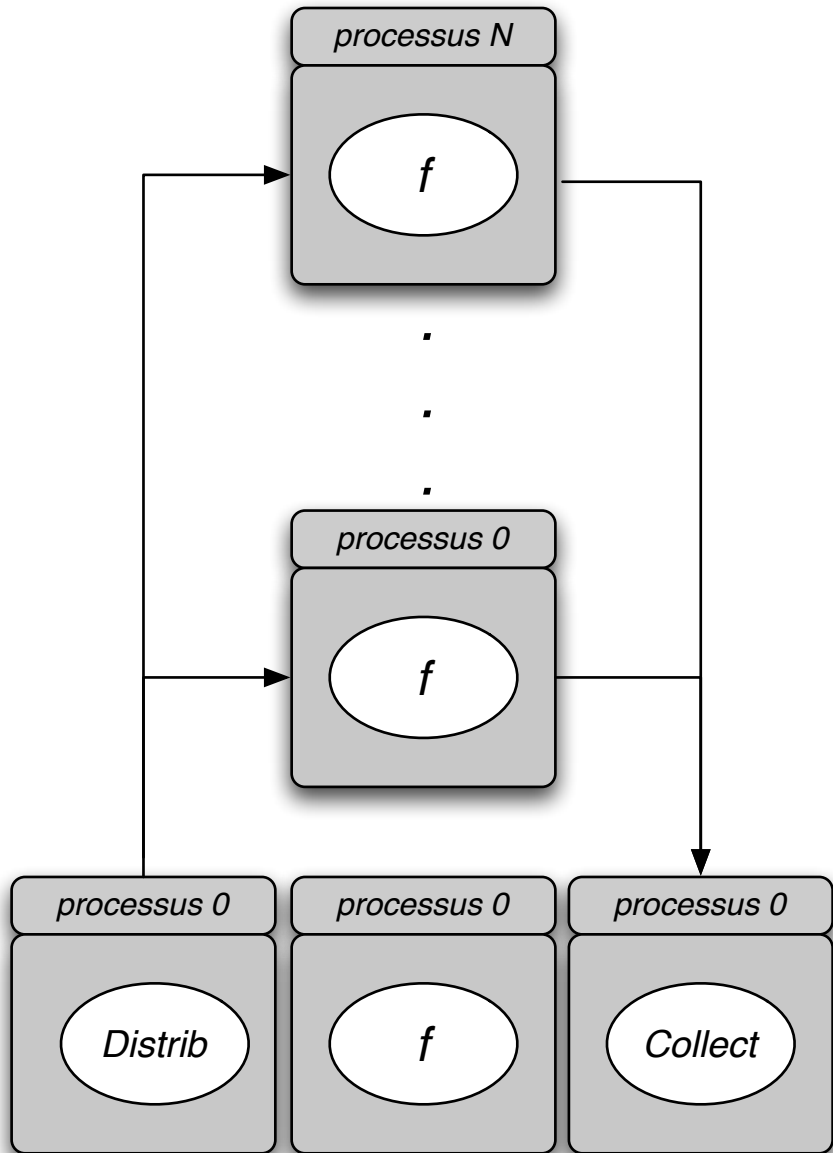 processus N
f
.
.
.
processus 0
f
processus 0
processus 0
processus 0
Distrib
f
Collect